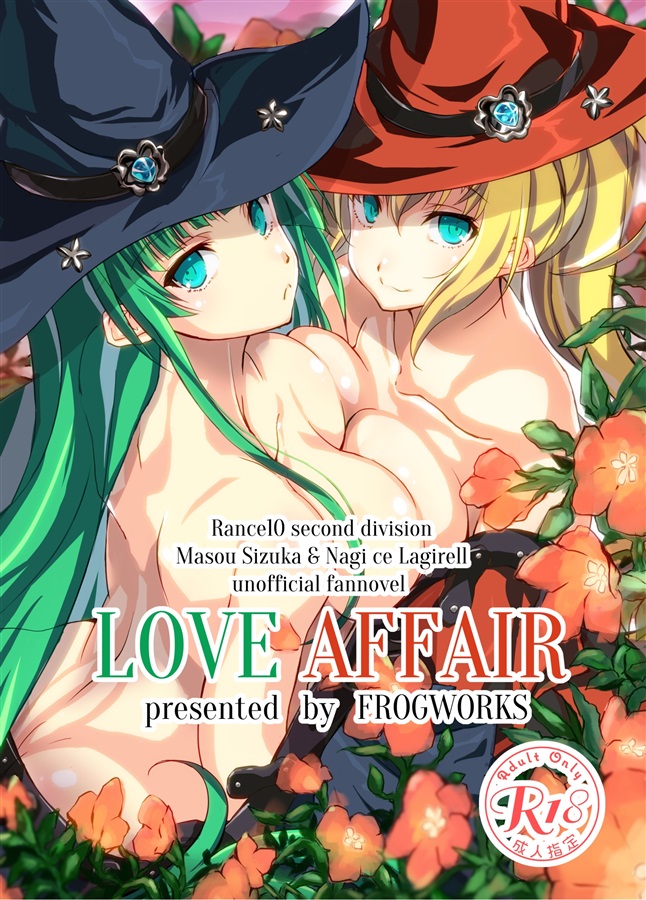 Rance10 second division
Masou Sizuka & Nagi ce Lagirell
unofficial fannovel
LOVE AFFAIR
presented by FROGWORKS
Adult Only!
R18
成人指定